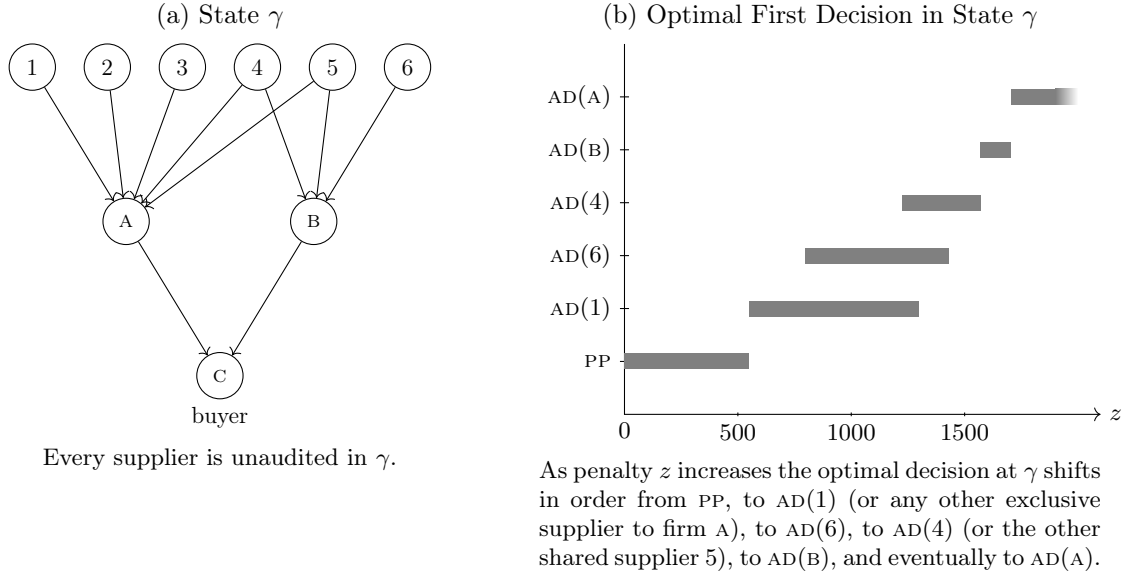 (a) State γ
1 2 3 4 5 6
A B
C
buyer
Every supplier is unaudited in γ.
(b) Optimal First Decision in State γ
AD(A)
AD(B)
AD(4)
AD(6)
AD(1)
PP
0 500 1000 1500 z
As penalty z increases the optimal decision at γ shifts
in order from PP, to AD(1) (or any other exclusive
supplier to firm A), to AD(6), to AD(4) (or the other
shared supplier 5), to AD(B), and eventually to AD(A).